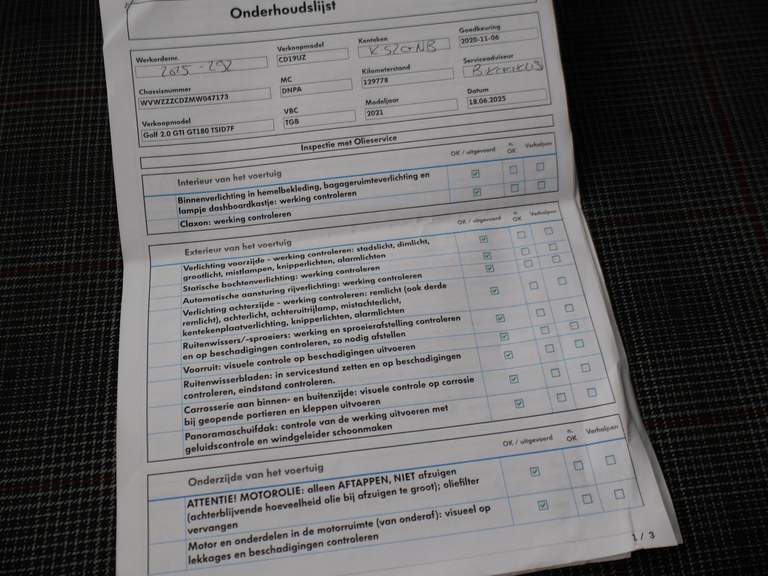 Onderhoudslijst
Werkordernr. Verkoopmodel Kenteken Goedkeuring
2015-292 CD19UZ 2020-11-06
Chassisnummer MC Kilometerstand Serviceadviseur
WVWZZZCDZMW047173 DNPA 129778
Verkoopmodel VBC Modeljaar Datum
Golf 2.0 GTI GT180 TSID7F TGB 2021 18.06.2025
Inspectie met Olieservice
Interieur van het voertuig OK / uitgevoerd n. OK Verholpen
Binnenverlichting in hemelbekleding, bagageruimteverlichting en
lampje dashboardkastje: werking controleren
Claxon: werking controleren
Exterieur van het voertuig OK / uitgevoerd n. OK Verholpen
Verlichting voorzijde - werking controleren: stadslicht, dimlicht,
grootlicht, mistlampen, knipperlichten, alarmlichten
Statische bochtenverlichting: werking controleren
Automatische aansturing rijverlichting: werking controleren
Verlichting achterzijde - werking controleren: remlicht (ook derde
remlicht), achterlicht, achteruitrijlamp, mistachterlicht,
kentekenplaatverlichting, knipperlichten, alarmlichten
Ruitenwissers/-sproeiers: werking en sproeierafstelling controleren
en op beschadigingen controleren, zo nodig afstellen
Voorruit: visuele controle op beschadigingen uitvoeren
Ruitenwisserbladen: in servicestand zetten en op beschadigingen
controleren, eindstand controleren.
Carrosserie aan binnen- en buitenzijde: visuele controle op corrosie
bij geopende portieren en kleppen uitvoeren
Panoramaschuifdak: controle van de werking uitvoeren met
geluidscontrole en windgeleider schoonmaken
Onderzijde van het voertuig OK / uitgevoerd n. OK Verholpen
ATTENTIE! MOTOROLIE: alleen AFTAPPEN, NIET afzuigen
(achterblijvende hoeveelheid olie bij afzuigen te groot); oliefilter
vervangen
Motor en onderdelen in de motorruimte (van onderaf): visueel op
lekkages en beschadigingen controleren
1 / 3